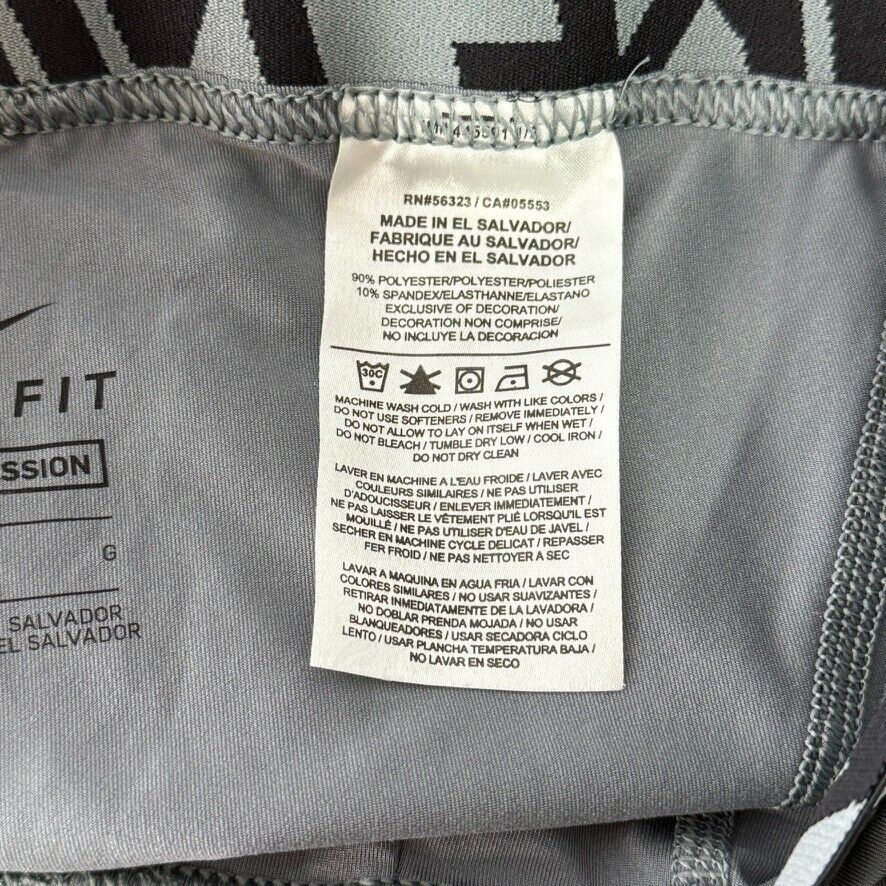 RN#56323 / CA#05553
MADE IN EL SALVADOR/
FABRIQUE AU SALVADOR/
HECHO EN EL SALVADOR
90% POLYESTER/POLYESTER/POLIESTER
10% SPANDEX/ELASTHANNE/ELASTANO
EXCLUSIVE OF DECORATION/
DECORATION NON COMPRISE/
NO INCLUYE LA DECORACION
30C
MACHINE WASH COLD / WASH WITH LIKE COLORS /
DO NOT USE SOFTENERS / REMOVE IMMEDIATELY /
DO NOT ALLOW TO LAY ON ITSELF WHEN WET /
DO NOT BLEACH / TUMBLE DRY LOW / COOL IRON /
DO NOT DRY CLEAN
LAVER EN MACHINE A L'EAU FROIDE / LAVER AVEC
COULEURS SIMILAIRES / NE PAS UTILISER
D'ADOUCISSEUR / ENLEVER IMMEDIATEMENT /
NE PAS LAISSER LE VÊTEMENT PLIÉ LORSQU'IL EST
MOUILLÉ / NE PAS UTILISER D'EAU DE JAVEL /
SECHER EN MACHINE CYCLE DELICAT / REPASSER
FER FROID / NE PAS NETTOYER A SEC
LAVAR A MAQUINA EN AGUA FRIA / LAVAR CON
COLORES SIMILARES / NO USAR SUAVIZANTES /
RETIRAR INMEDIATAMENTE DE LA LAVADORA /
NO DOBLAR PRENDA MOJADA / NO USAR
BLANQUEADORES / USAR SECADORA CICLO
LENTO / USAR PLANCHA TEMPERATURA BAJA /
NO LAVAR EN SECO
FIT
SSION
G
SALVADOR
EL SALVADOR